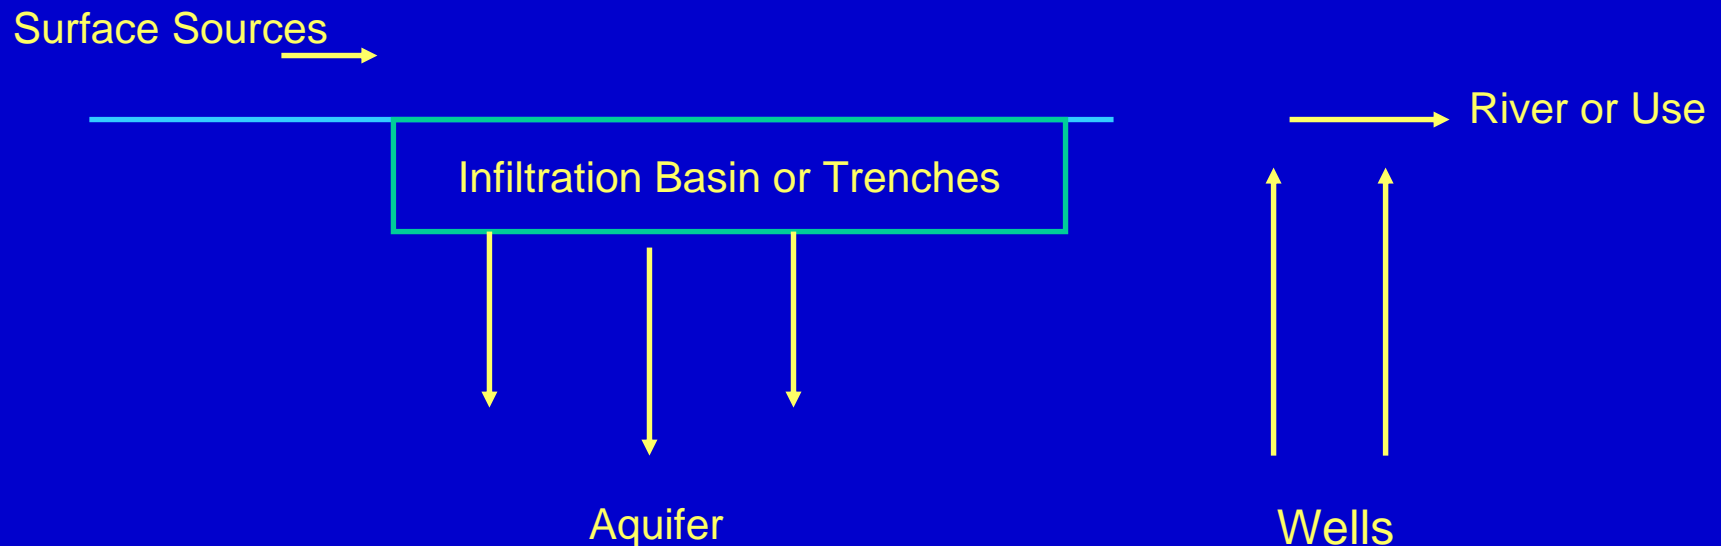 Surface Sources
River or Use
Infiltration Basin or Trenches
Aquifer
Wells